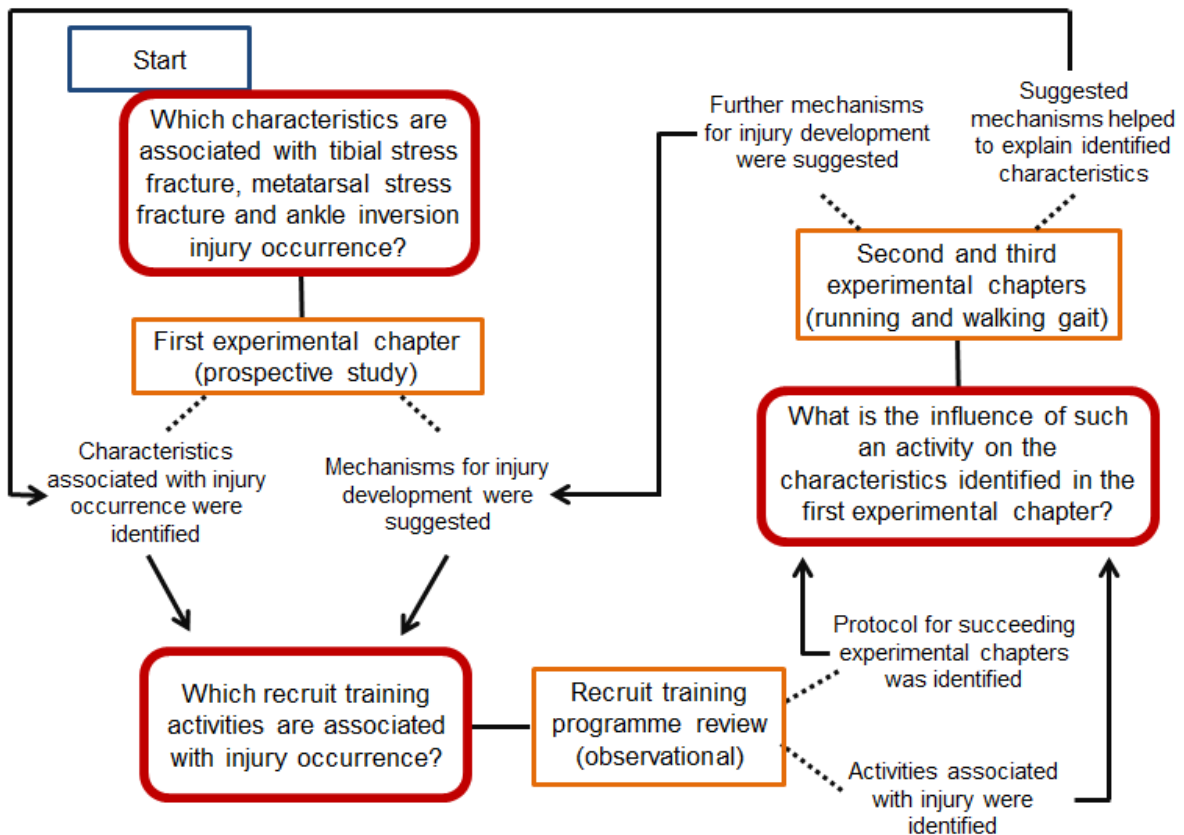 Start
Which characteristics are
associated with tibial stress
fracture, metatarsal stress
fracture and ankle inversion
injury occurrence?
First experimental chapter
(prospective study)
Characteristics
associated with injury
occurrence were
identified
Mechanisms for injury
development were
suggested
Which recruit training
activities are associated
with injury occurrence?
Recruit training
programme review
(observational)
Protocol for succeeding
experimental chapters
was identified
Activities associated
with injury were
identified
What is the influence of such
an activity on the
characteristics identified in the
first experimental chapter?
Second and third
experimental chapters
(running and walking gait)
Further mechanisms
for injury development
were suggested
Suggested
mechanisms helped
to explain identified
characteristics